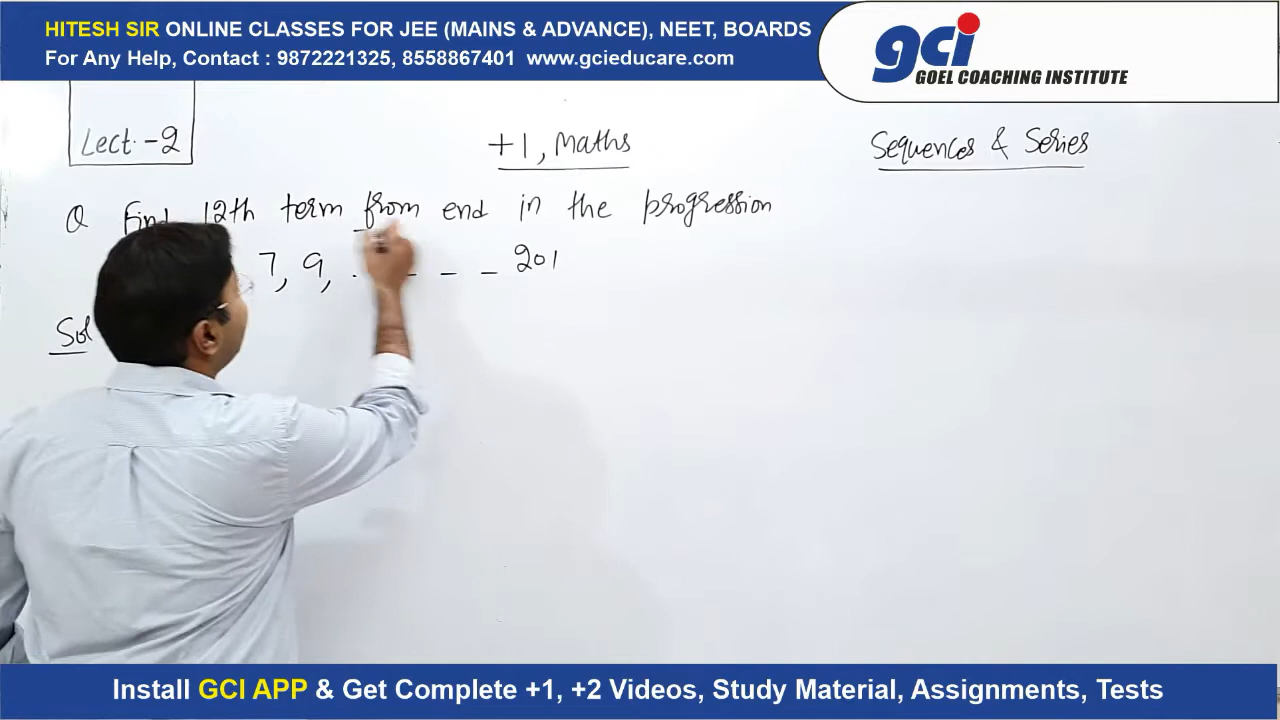 HITESH SIR ONLINE CLASSES FOR JEE (MAINS & ADVANCE), NEET, BOARDS
For Any Help, Contact : 9872221325, 8558867401 www.gcieducare.com
gci
GOEL COACHING INSTITUTE
Lect. -2
+1, Maths
Sequences & Series
Q Find 12th term from end in the progression
7, 9, . - - - - 201
Sol
Install GCI APP & Get Complete +1, +2 Videos, Study Material, Assignments, Tests